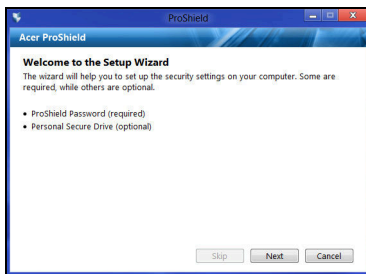 ProShield
Acer ProShield
Welcome to the Setup Wizard
The wizard will help you to set up the security settings on your computer. Some are
required, while others are optional.
• ProShield Password (required)
• Personal Secure Drive (optional)
Skip Next Cancel